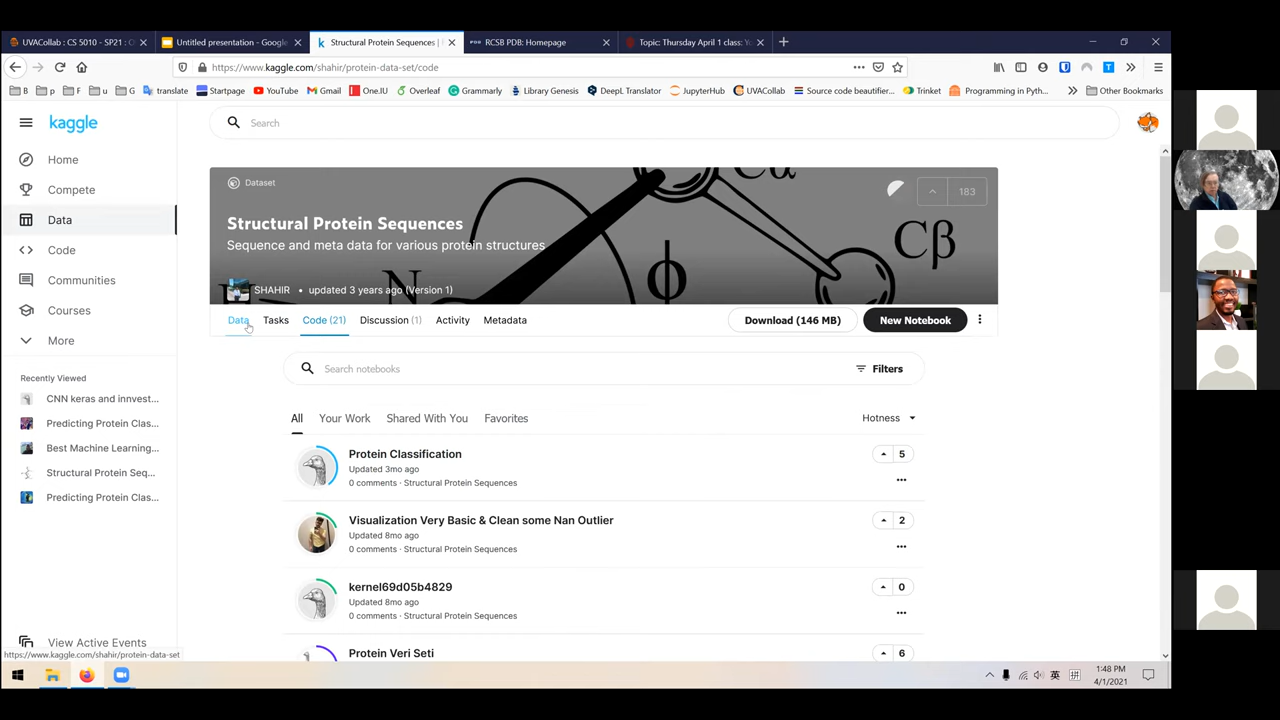 UVACollab : CS 5010 - SP21 : O
Untitled presentation - Google
Structural Protein Sequences |
RCSB PDB: Homepage
Topic: Thursday April 1 class: Yo
https://www.kaggle.com/shahir/protein-data-set/code
B
p
F
u
G
translate
Startpage
YouTube
Gmail
One.IU
Overleaf
Grammarly
Library Genesis
DeepL Translator
JupyterHub
UVACollab
Source code beautifier...
Trinket
Programming in Pyth...
Other Bookmarks
kaggle
Search
Home
Compete
Data
Code
Communities
Courses
More
Recently Viewed
CNN keras and innvest...
Predicting Protein Clas...
Best Machine Learning...
Structural Protein Seq...
Predicting Protein Clas...
View Active Events
https://www.kaggle.com/shahir/protein-data-set
Dataset
183
Structural Protein Sequences
Sequence and meta data for various protein structures
Cα
Cβ
ϕ
N
SHAHIR • updated 3 years ago (Version 1)
Data
Tasks
Code (21)
Discussion (1)
Activity
Metadata
Download (146 MB)
New Notebook
Search notebooks
Filters
All
Your Work
Shared With You
Favorites
Hotness
Protein Classification
Updated 3mo ago
0 comments · Structural Protein Sequences
5
Visualization Very Basic & Clean some Nan Outlier
Updated 8mo ago
0 comments · Structural Protein Sequences
2
kernel69d05b4829
Updated 8mo ago
0 comments · Structural Protein Sequences
0
Protein Veri Seti
6
英
拼
1:48 PM
4/1/2021